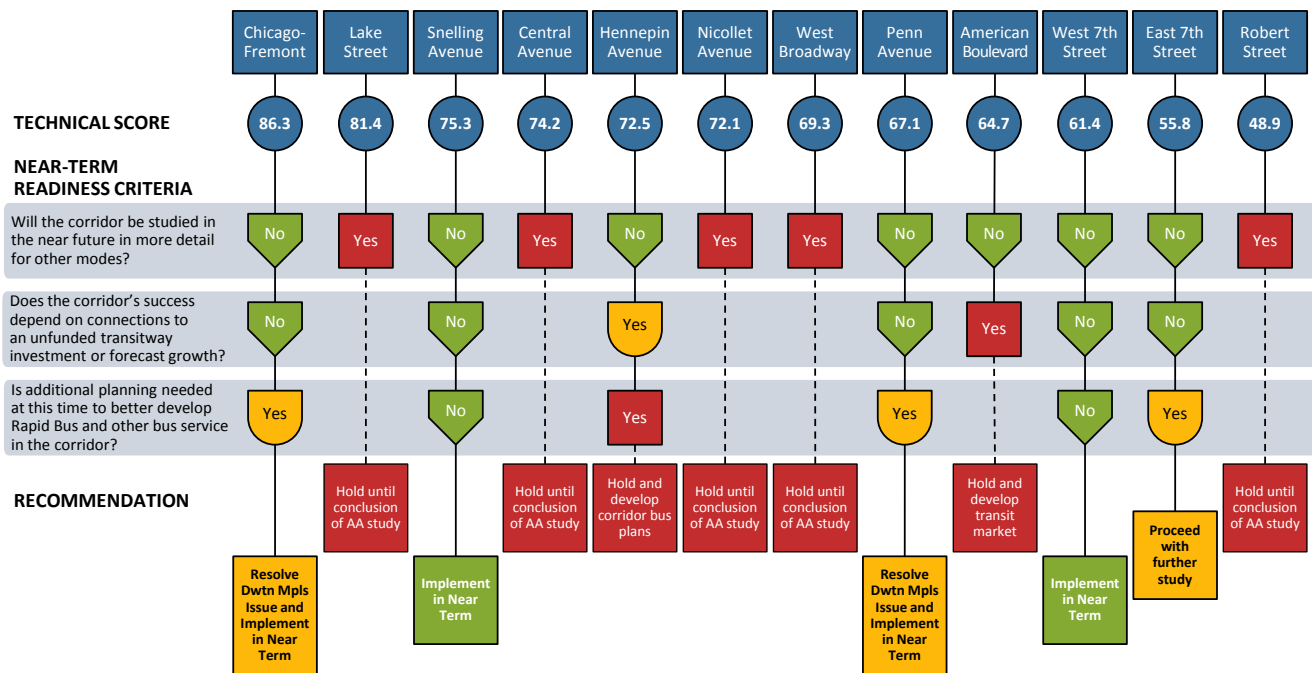 Chicago-
Fremont
Lake
Street
Snelling
Avenue
Central
Avenue
Hennepin
Avenue
Nicollet
Avenue
West
Broadway
Penn
Avenue
American
Boulevard
West 7th
Street
East 7th
Street
Robert
Street
TECHNICAL SCORE
86.3
81.4
75.3
74.2
72.5
72.1
69.3
67.1
64.7
61.4
55.8
48.9
NEAR-TERM
READINESS CRITERIA
Will the corridor be studied in
the near future in more detail
for other modes?
No
Yes
No
Yes
No
Yes
Yes
No
No
No
No
Yes
Does the corridor's success
depend on connections to
an unfunded transitway
investment or forecast growth?
No
No
Yes
No
Yes
No
No
Is additional planning needed
at this time to better develop
Rapid Bus and other bus service
in the corridor?
Yes
No
Yes
Yes
No
Yes
RECOMMENDATION
Resolve
Dwtn Mpls
Issue and
Implement
in Near
Term
Hold until
conclusion
of AA study
Implement
in Near
Term
Hold until
conclusion
of AA study
Hold and
develop
corridor bus
plans
Hold until
conclusion
of AA study
Hold until
conclusion
of AA study
Resolve
Dwtn Mpls
Issue and
Implement
in Near
Term
Hold and
develop
transit
market
Implement
in Near
Term
Proceed
with
further
study
Hold until
conclusion
of AA study